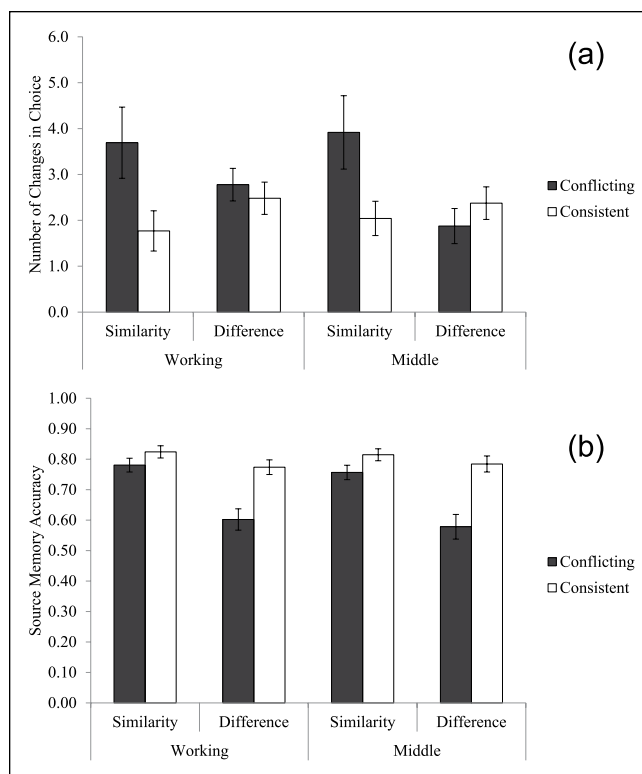 (a)
Number of Changes in Choice
6.0
5.0
4.0
3.0
2.0
1.0
0.0
Conflicting
Consistent
Similarity Difference Similarity Difference
Working Middle
(b)
Source Memory Accuracy
1.00
0.90
0.80
0.70
0.60
0.50
0.40
0.30
0.20
0.10
0.00
Conflicting
Consistent
Similarity Difference Similarity Difference
Working Middle